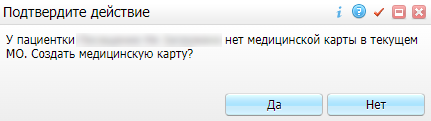 Подтвердите действие
У пациентки нет медицинской карты в текущем
МО. Создать медицинскую карту?
Да
Нет